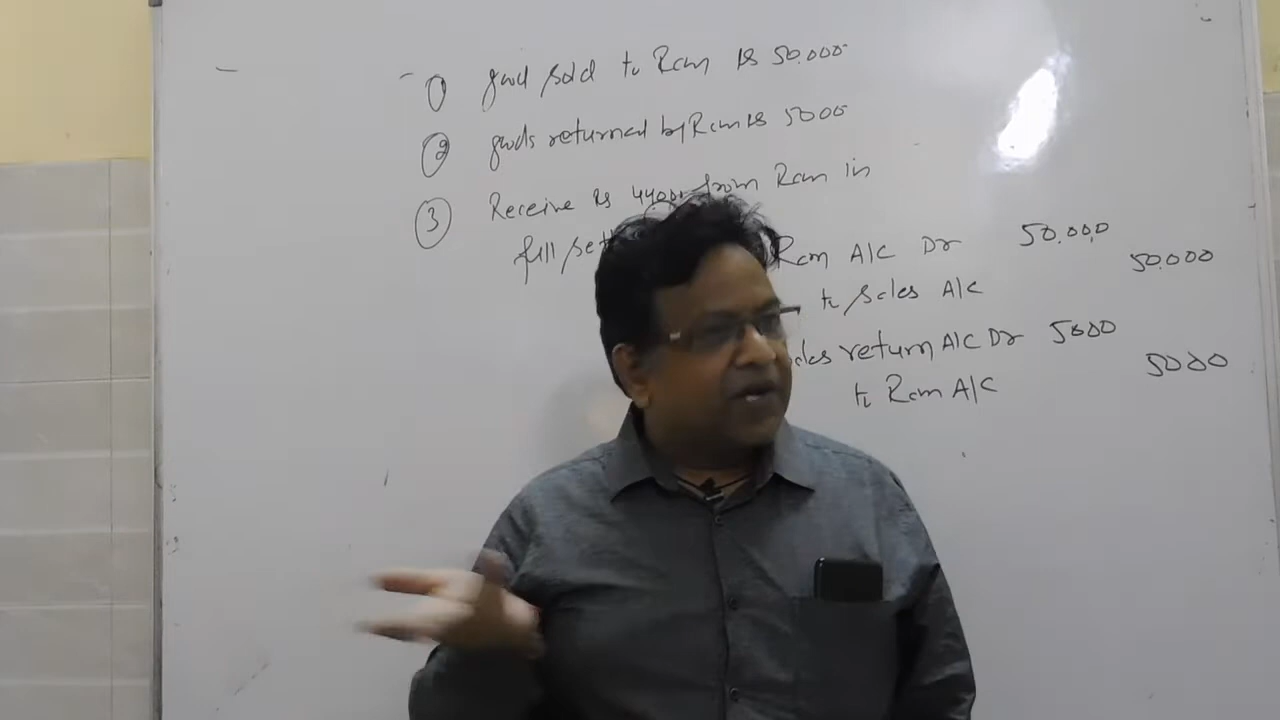 ① good sold to Ram Rs 50.000
② goods returned by Ram Rs 5000
③ Receive Rs 44000 from Ram in
full
Ram A/C Dr 50.000
50.000
to Sales A/C
return A/C Dr 5000
5000
to Ram A/C